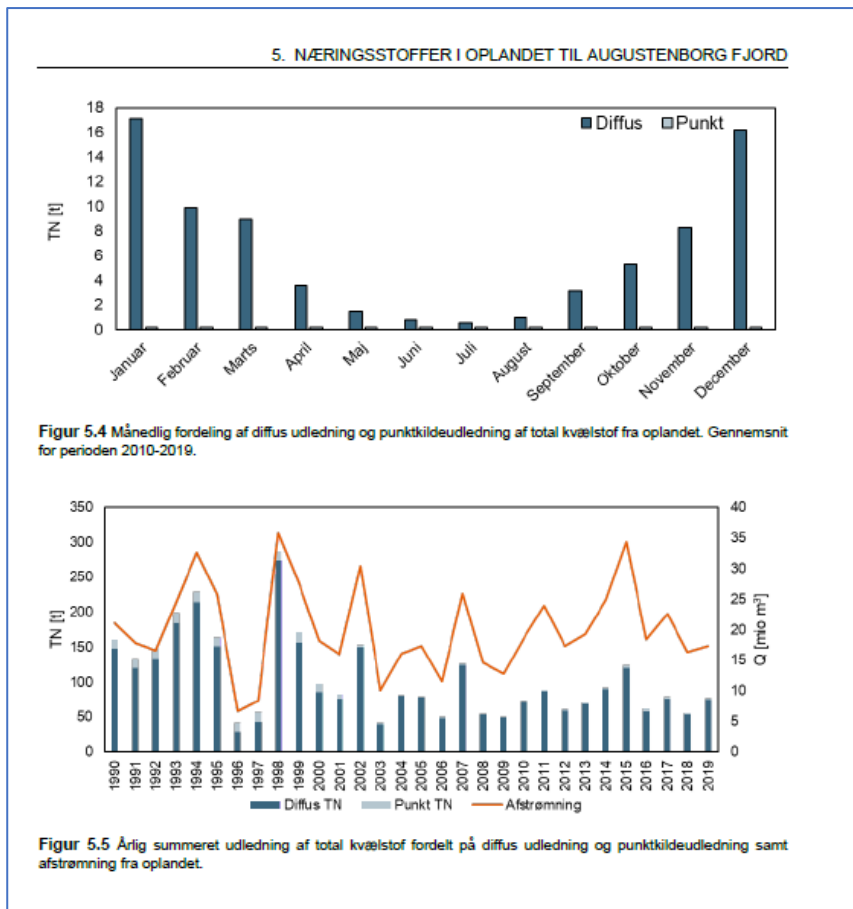 5. NÆRINGSSTOFFER I OPLANDET TIL AUGUSTENBORG FJORD
18
16
14
12
10
8
6
4
2
0
TN [t]
Diffus Punkt
Januar
Februar
Marts
April
Maj
Juni
Juli
August
September
Oktober
November
December
Figur 5.4 Månedlig fordeling af diffus udledning og punktkildeudledning af total kvælstof fra oplandet. Gennemsnit
for perioden 2010-2019.
350
300
250
200
150
100
50
0
TN [t]
40
35
30
25
20
15
10
5
0
Q [mio m³]
1990
1991
1992
1993
1994
1995
1996
1997
1998
1999
2000
2001
2002
2003
2004
2005
2006
2007
2008
2009
2010
2011
2012
2013
2014
2015
2016
2017
2018
2019
Diffus TN Punkt TN Afstrømning
Figur 5.5 Årlig summeret udledning af total kvælstof fordelt på diffus udledning og punktkildeudledning samt
afstrømning fra oplandet.